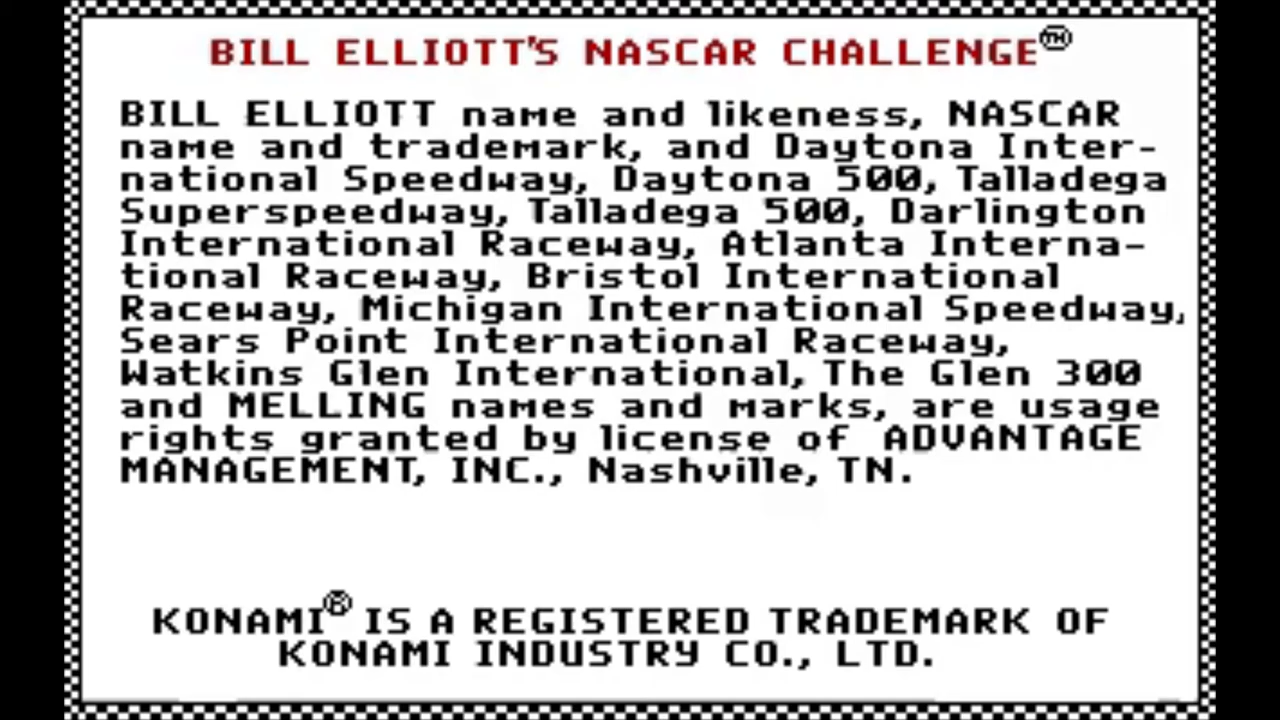 BILL ELLIOTT'S NASCAR CHALLENGE™
BILL ELLIOTT name and likeness, NASCAR
name and trademark, and Daytona Inter-
national Speedway, Daytona 500, Talladega
Superspeedway, Talladega 500, Darlington
International Raceway, Atlanta Interna-
tional Raceway, Bristol International
Raceway, Michigan International Speedway,
Sears Point International Raceway,
Watkins Glen International, The Glen 300
and MELLING names and marks, are usage
rights granted by license of ADVANTAGE
MANAGEMENT, INC., Nashville, TN.
KONAMI® IS A REGISTERED TRADEMARK OF
KONAMI INDUSTRY CO., LTD.